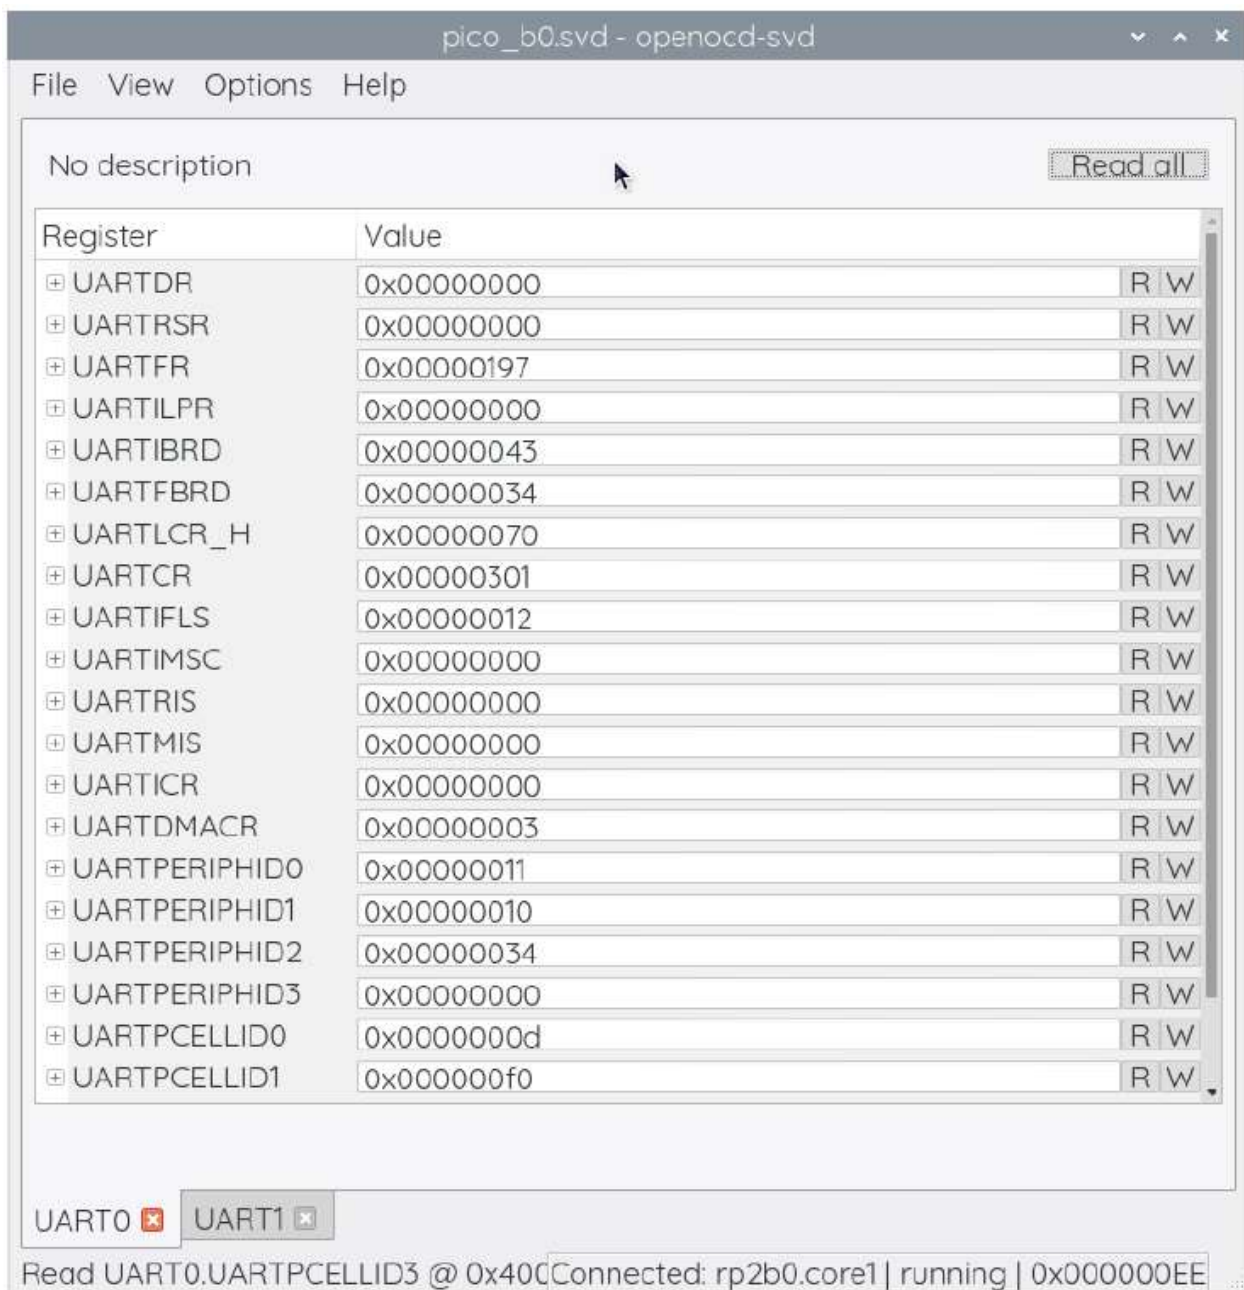 pico_b0.svd - openocd-svd
File View Options Help
No description Read all
Register Value
UARTDR 0x00000000 R W
UARTRSR 0x00000000 R W
UARTFR 0x00000197 R W
UARTILPR 0x00000000 R W
UARTIBRD 0x00000043 R W
UARTFBRD 0x00000034 R W
UARTLCR_H 0x00000070 R W
UARTCR 0x00000301 R W
UARTIFLS 0x00000012 R W
UARTIMSC 0x00000000 R W
UARTRIS 0x00000000 R W
UARTMIS 0x00000000 R W
UARTICR 0x00000000 R W
UARTDMACR 0x00000003 R W
UARTPERIPHID0 0x00000011 R W
UARTPERIPHID1 0x00000010 R W
UARTPERIPHID2 0x00000034 R W
UARTPERIPHID3 0x00000000 R W
UARTPCELLID0 0x0000000d R W
UARTPCELLID1 0x000000f0 R W
UART0 UART1
Read UART0.UARTPCELLID3 @ 0x400 Connected: rp2b0.core1 | running | 0x000000EE